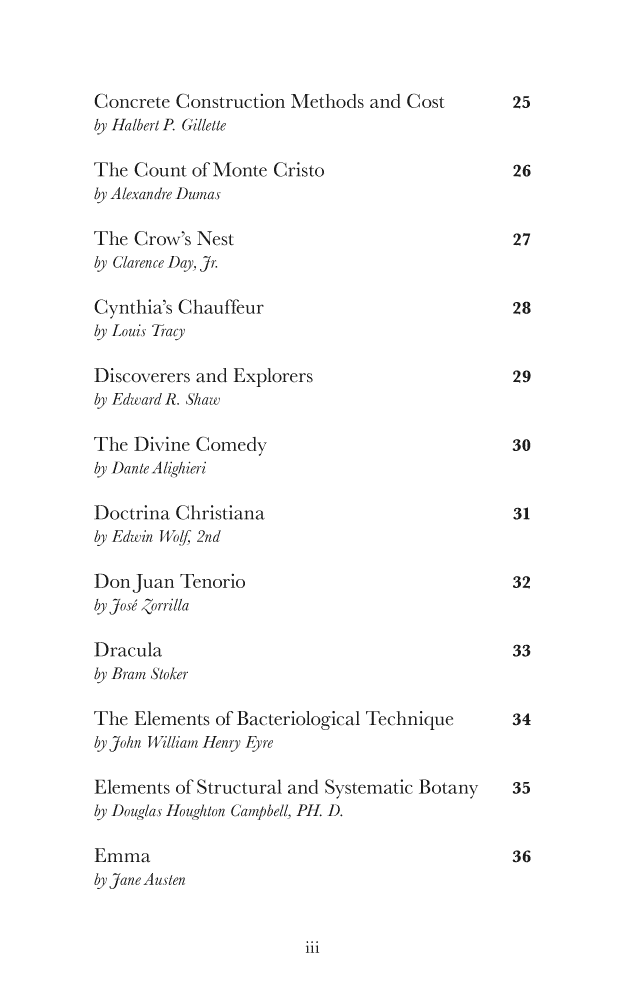 Concrete Construction Methods and Cost 25
by Halbert P. Gillette
The Count of Monte Cristo 26
by Alexandre Dumas
The Crow's Nest 27
by Clarence Day, Jr.
Cynthia's Chauffeur 28
by Louis Tracy
Discoverers and Explorers 29
by Edward R. Shaw
The Divine Comedy 30
by Dante Alighieri
Doctrina Christiana 31
by Edwin Wolf, 2nd
Don Juan Tenorio 32
by José Zorrilla
Dracula 33
by Bram Stoker
The Elements of Bacteriological Technique 34
by John William Henry Eyre
Elements of Structural and Systematic Botany 35
by Douglas Houghton Campbell, PH. D.
Emma 36
by Jane Austen
iii